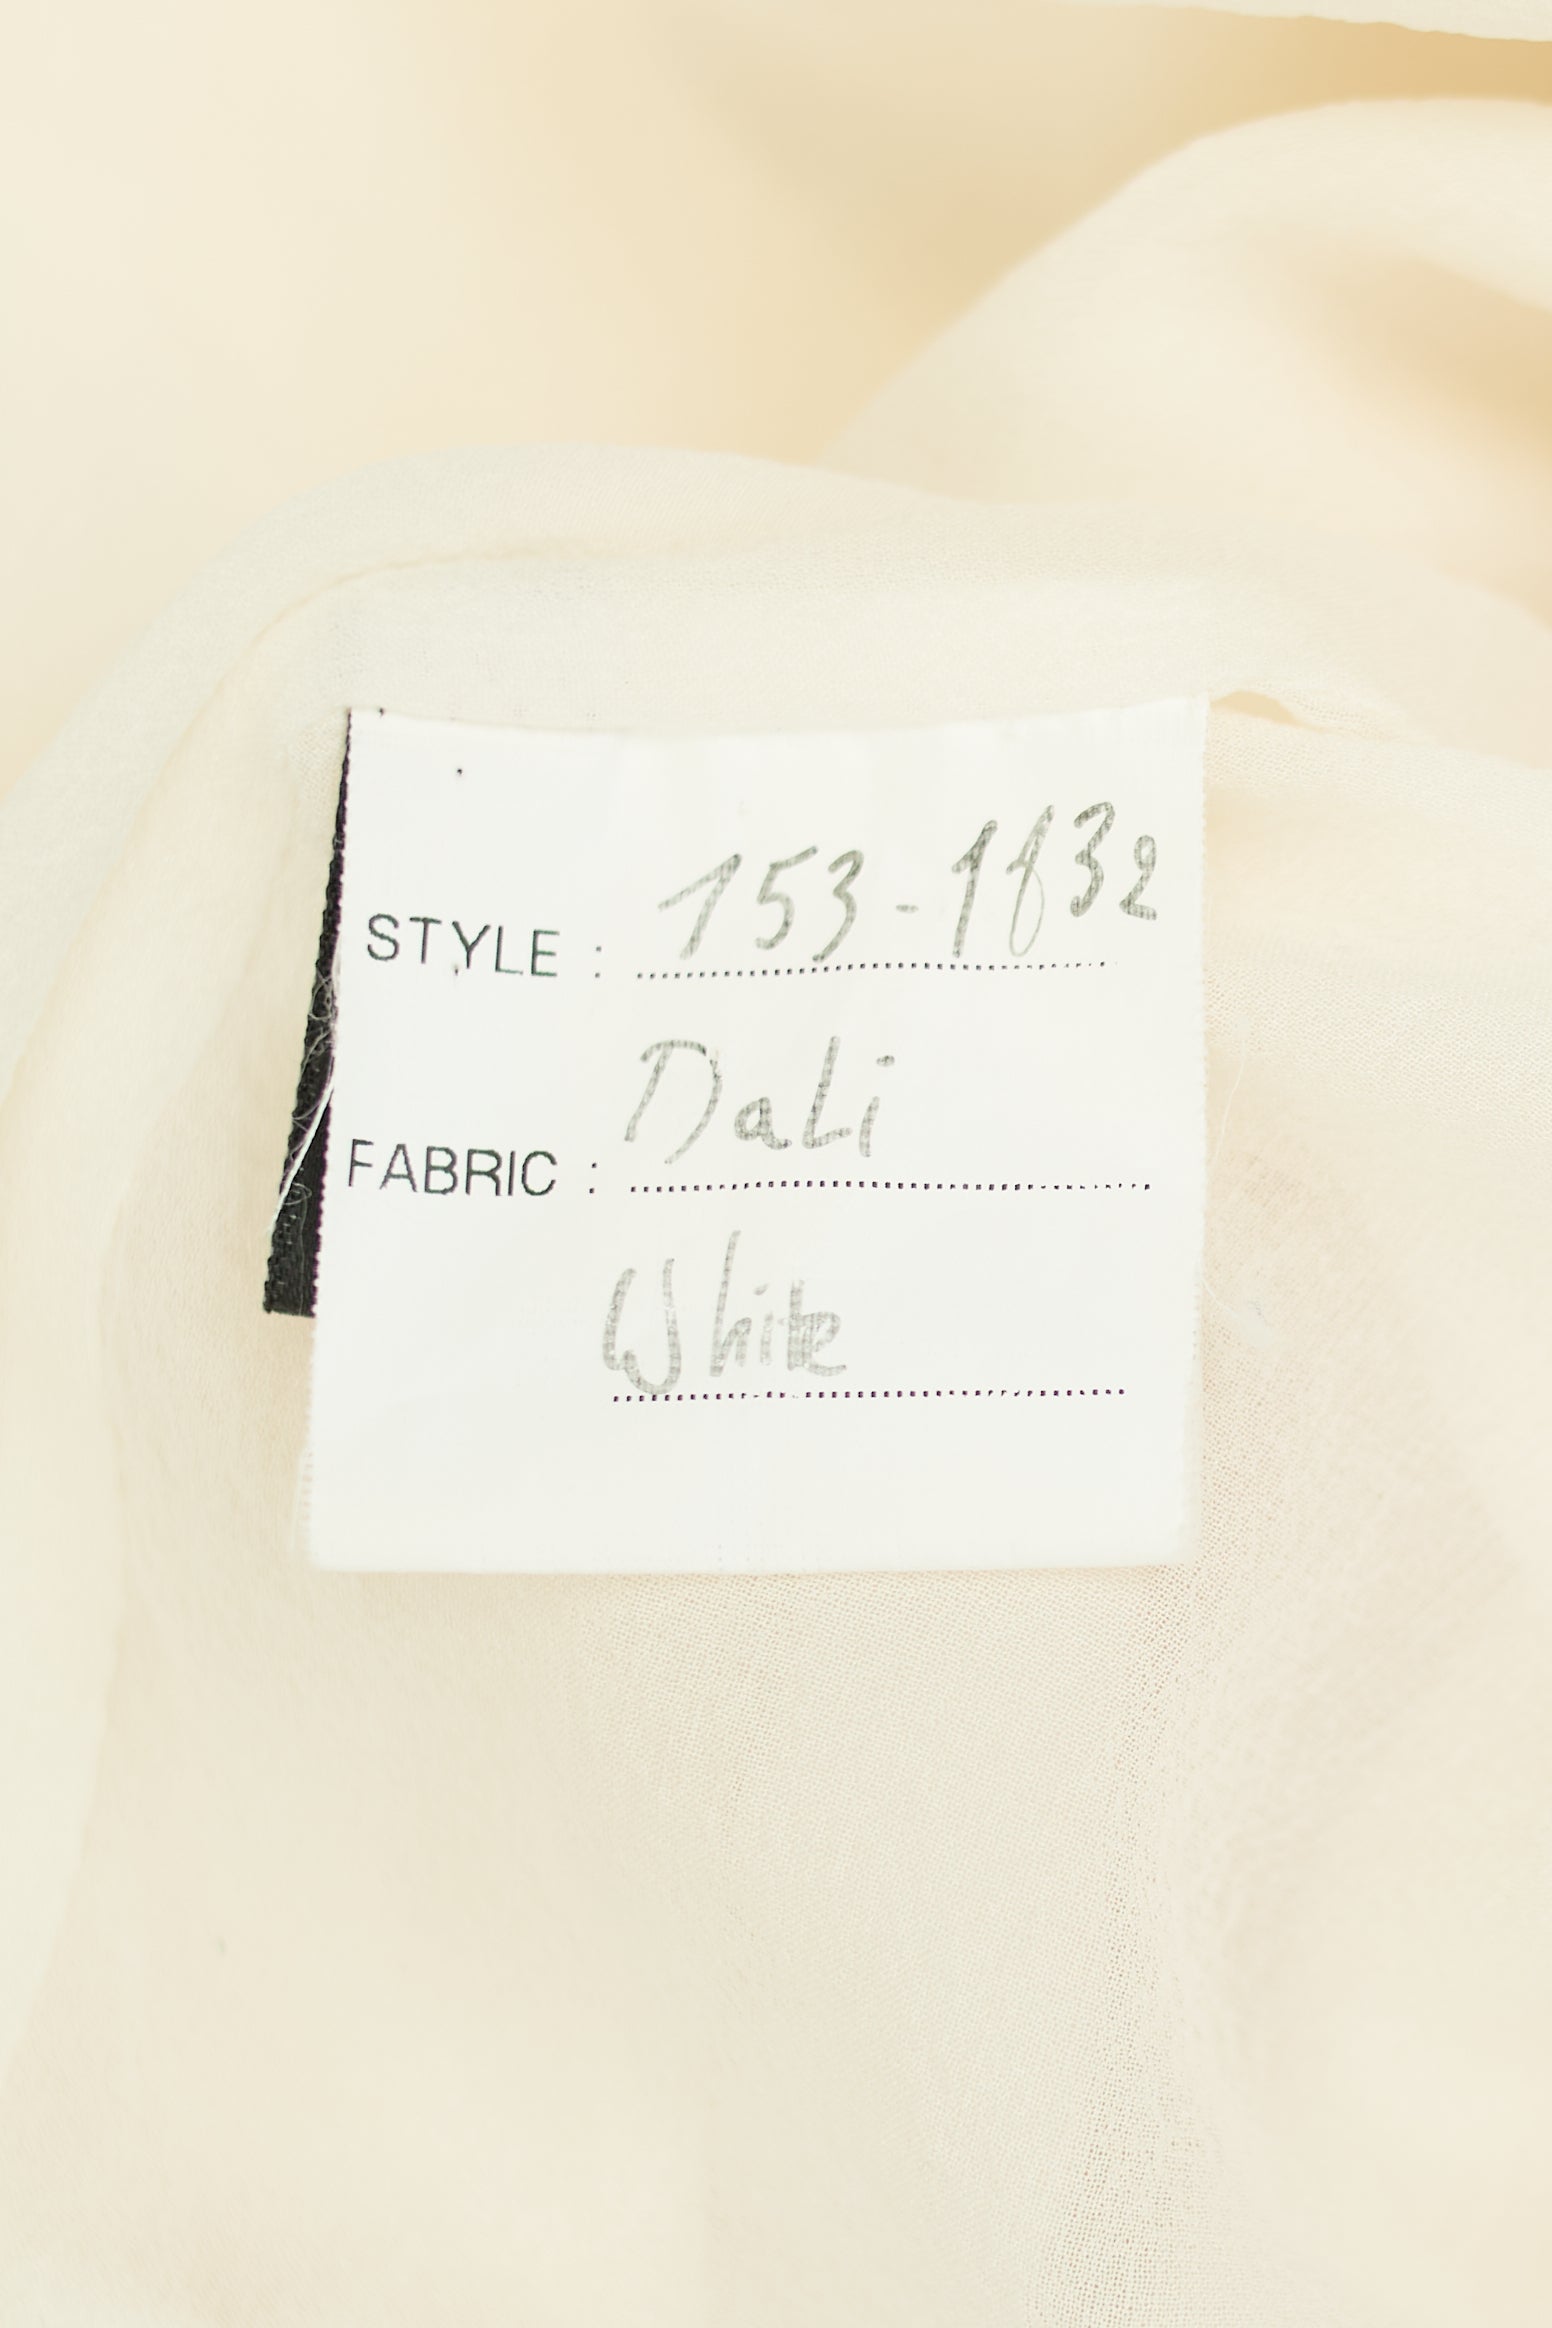 STYLE : 153-1832
FABRIC : Dali
White